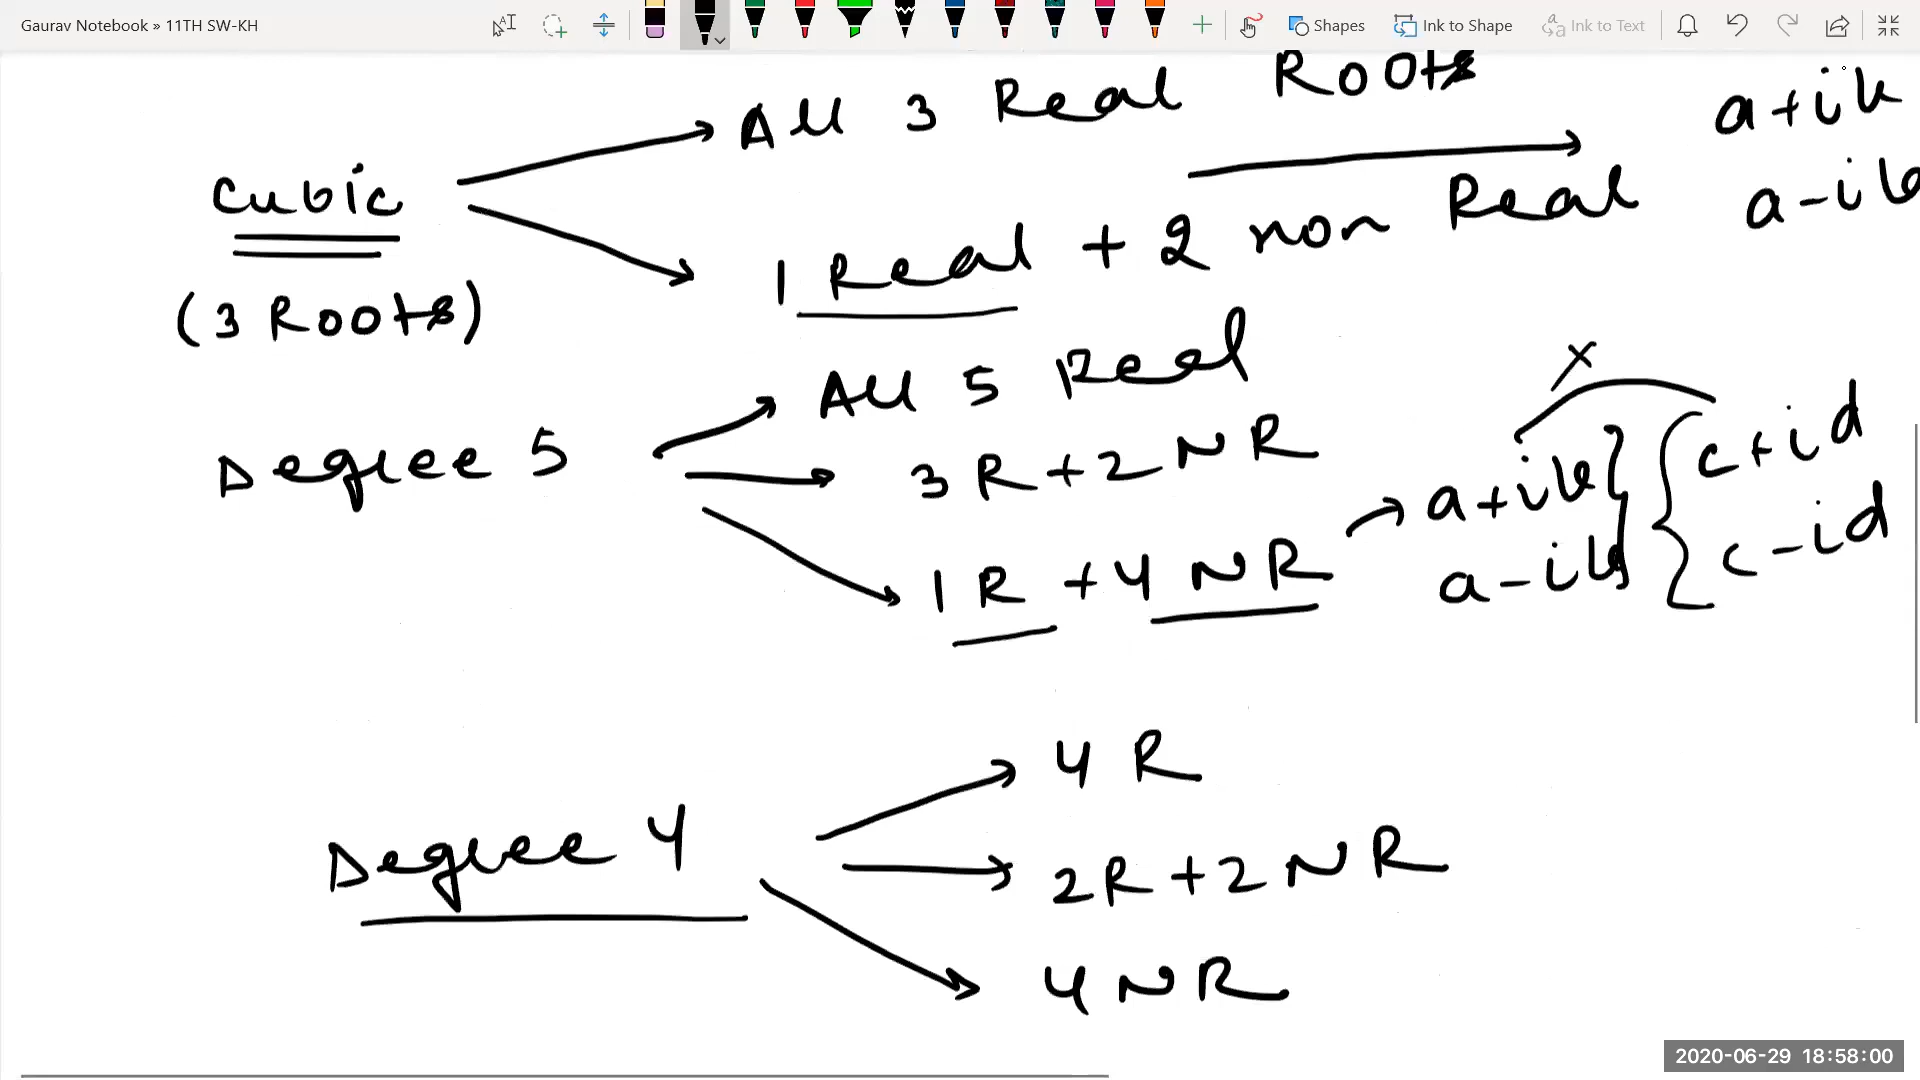 Gaurav Notebook » 11TH SW-KH
Shapes
Ink to Shape
Ink to Text
All 3 Real Roots
a+ib
a-ib
Cubic
(3 Roots)
1 Real + 2 non Real
Degree 5
All 5 Real
3R+2NR
1R+4NR
x
a+ib
a-ib
c+id
c-id
Degree 4
4R
2R+2NR
4NR
2020-06-29 18:58:00